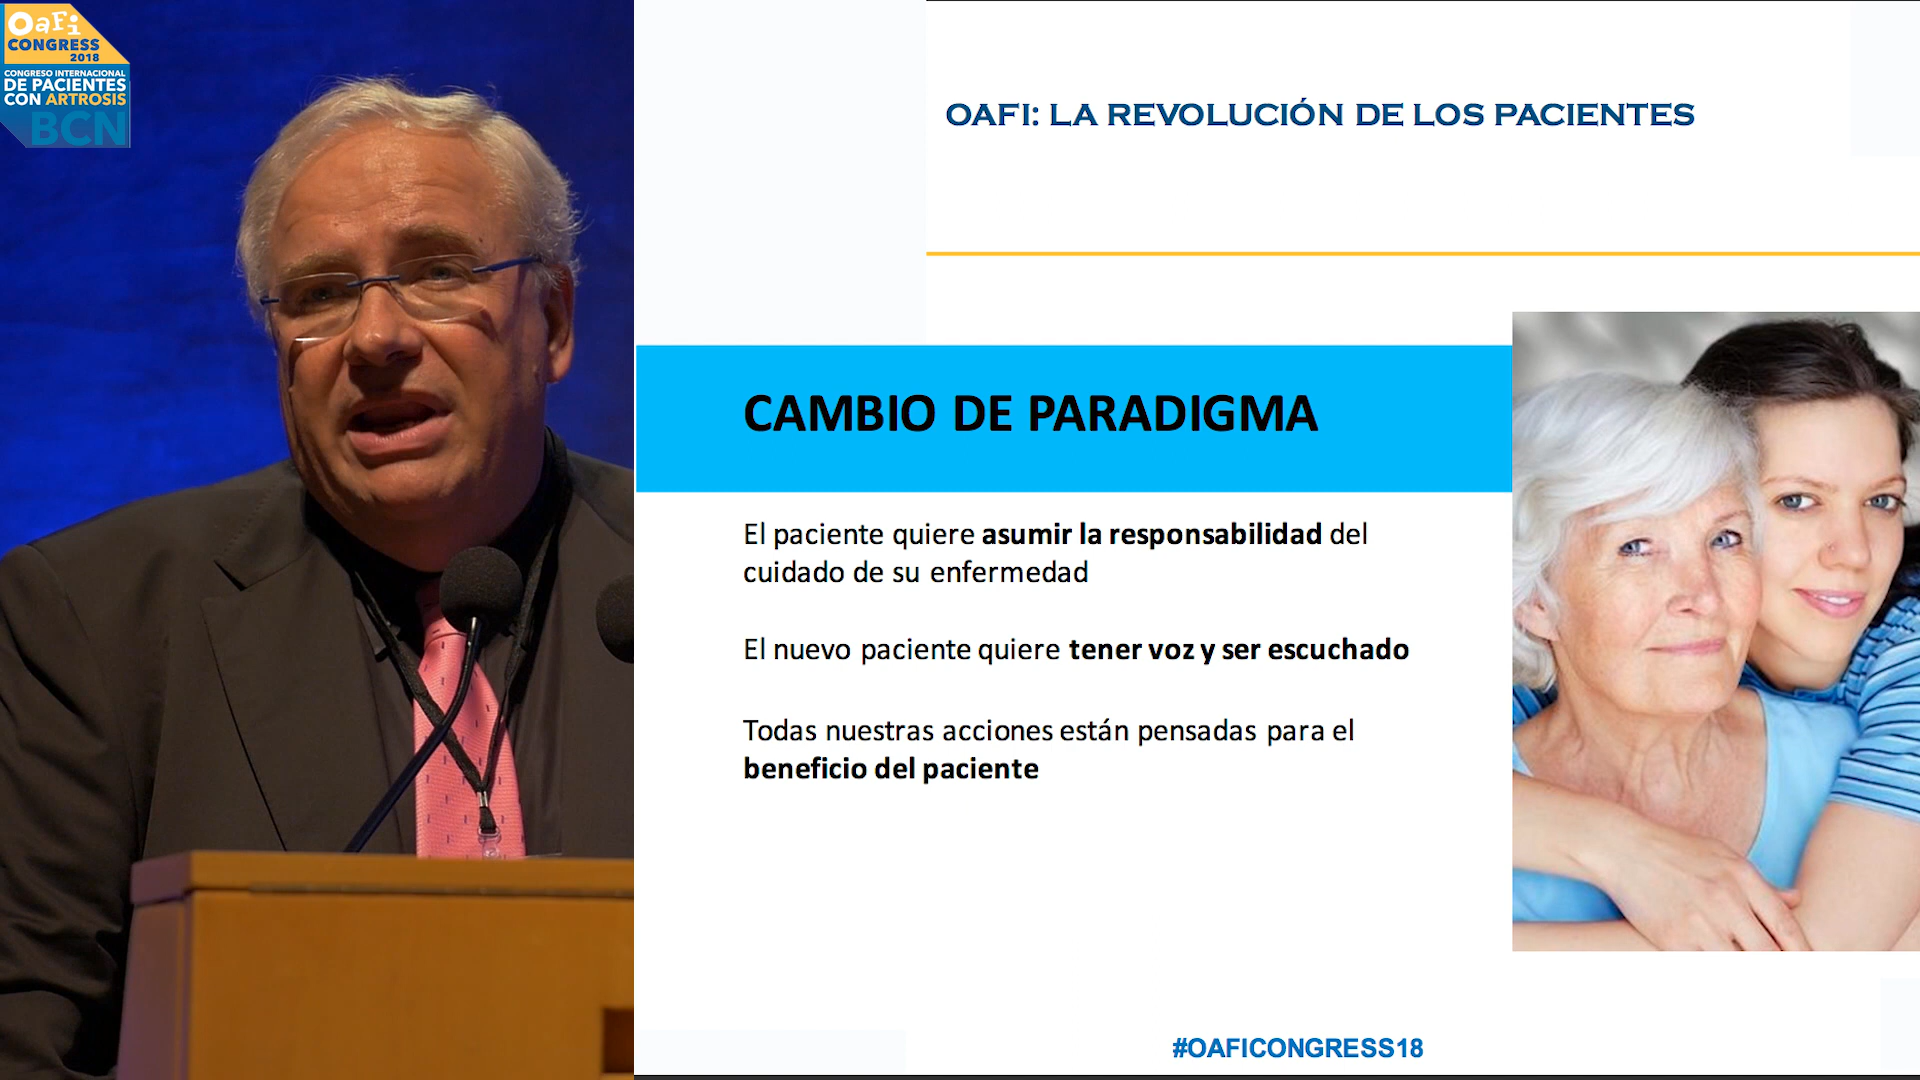 OaFi
CONGRESS
2018
CONGRESO INTERNACIONAL
DE PACIENTES
CON ARTROSIS
BCN
OAFI: LA REVOLUCIÓN DE LOS PACIENTES
CAMBIO DE PARADIGMA
El paciente quiere asumir la responsabilidad del
cuidado de su enfermedad
El nuevo paciente quiere tener voz y ser escuchado
Todas nuestras acciones están pensadas para el
beneficio del paciente
#OAFICONGRESS18